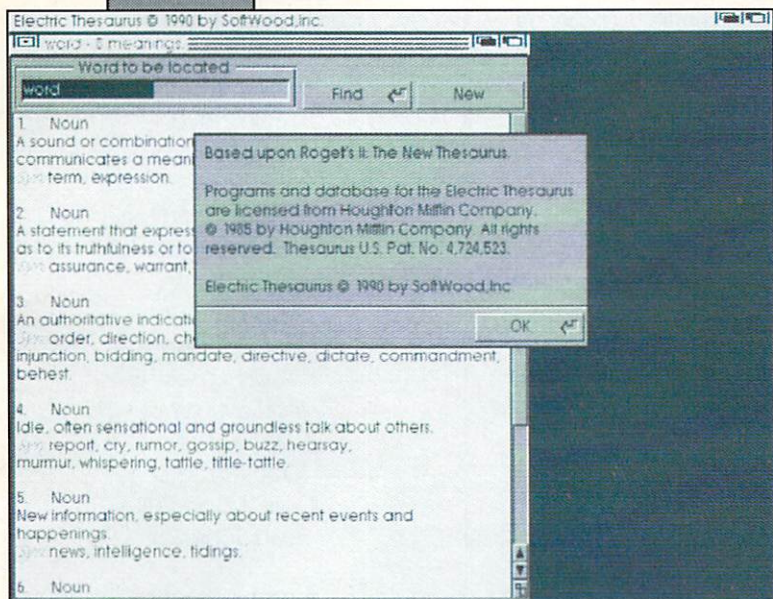 Electric Thesaurus © 1990 by SoftWood,Inc.
word - 8 meanings
Word to be located
word
Find
New
1. Noun
A sound or combination
communicates a meani
Syn: term, expression.
2. Noun
A statement that express
as to its truthfulness or to
Syn: assurance, warrant,
3. Noun
An authoritative indicati
Syn: order, direction, ch
injunction, bidding, mandate, directive, dictate, commandment,
behest.
4. Noun
Idle, often sensational and groundless talk about others.
Syn: report, cry, rumor, gossip, buzz, hearsay,
murmur, whispering, tattle, tittle-tattle.
5. Noun
New information, especially about recent events and
happenings.
Syn: news, intelligence, tidings.
6. Noun
Based upon Roget's II: The New Thesaurus.
Programs and database for the Electric Thesaurus
are licensed from Houghton Mifflin Company.
© 1985 by Houghton Mifflin Company. All rights
reserved. Thesaurus U.S. Pat. No. 4,724,523.
Electric Thesaurus © 1990 by SoftWood,Inc
OK